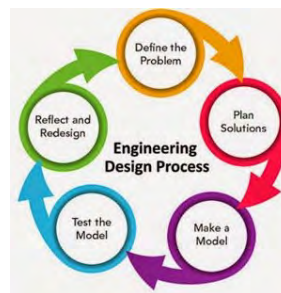 Define the
Problem
Plan
Solutions
Make a
Model
Test the
Model
Reflect and
Redesign
Engineering
Design Process